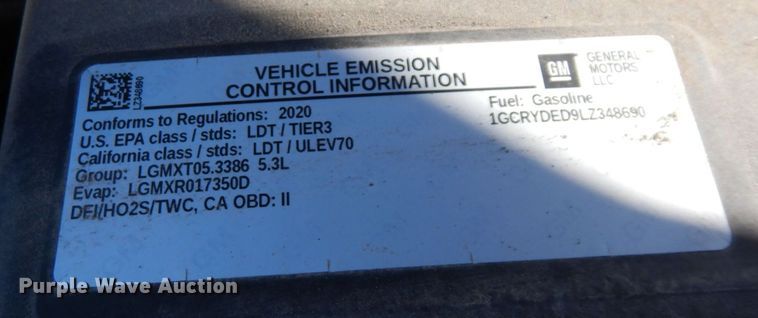 VEHICLE EMISSION
CONTROL INFORMATION
GM
GENERAL
MOTORS
LLC
LZ348690
Conforms to Regulations: 2020
U.S. EPA class / stds: LDT / TIER3
California class / stds: LDT / ULEV70
Group: LGMXT05.3386 5.3L
Evap: LGMXR017350D
DFI/HO2S/TWC, CA OBD: II
Fuel: Gasoline
1GCRYDED9LZ348690
Purple Wave Auction